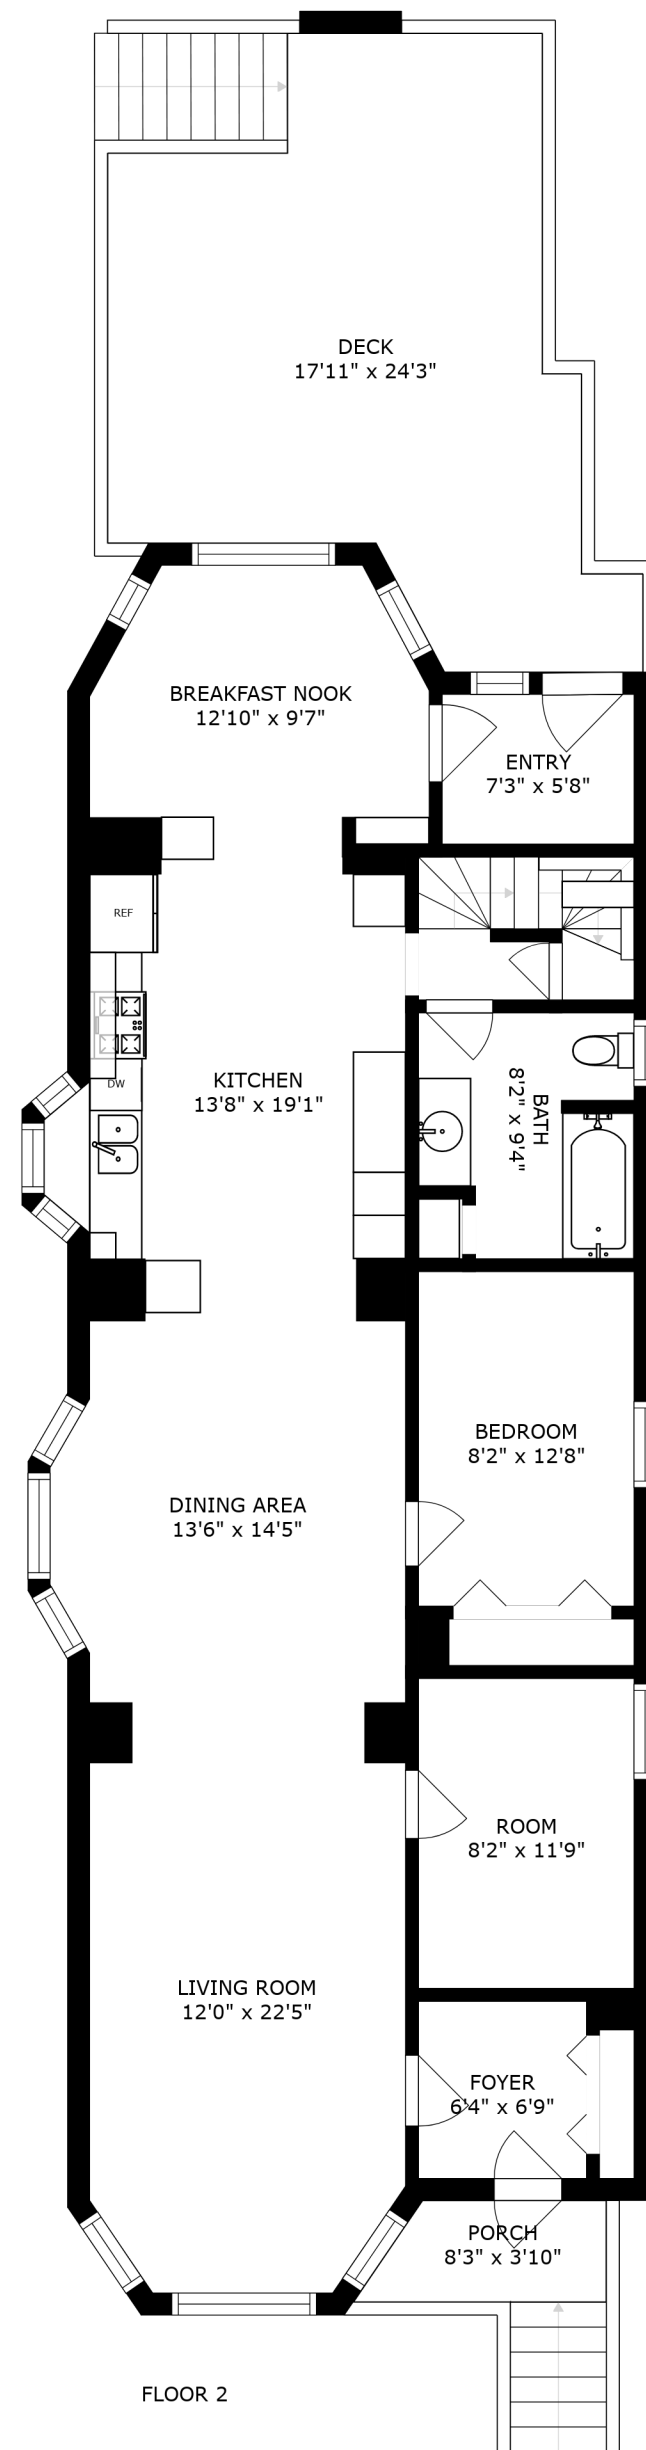 DECK
17'11" x 24'3"
BREAKFAST NOOK
12'10" x 9'7"
ENTRY
7'3" x 5'8"
REF
DW
KITCHEN
13'8" x 19'1"
BATH
8'2" x 9'4"
BEDROOM
8'2" x 12'8"
DINING AREA
13'6" x 14'5"
ROOM
8'2" x 11'9"
LIVING ROOM
12'0" x 22'5"
FOYER
6'4" x 6'9"
PORCH
8'3" x 3'10"
FLOOR 2